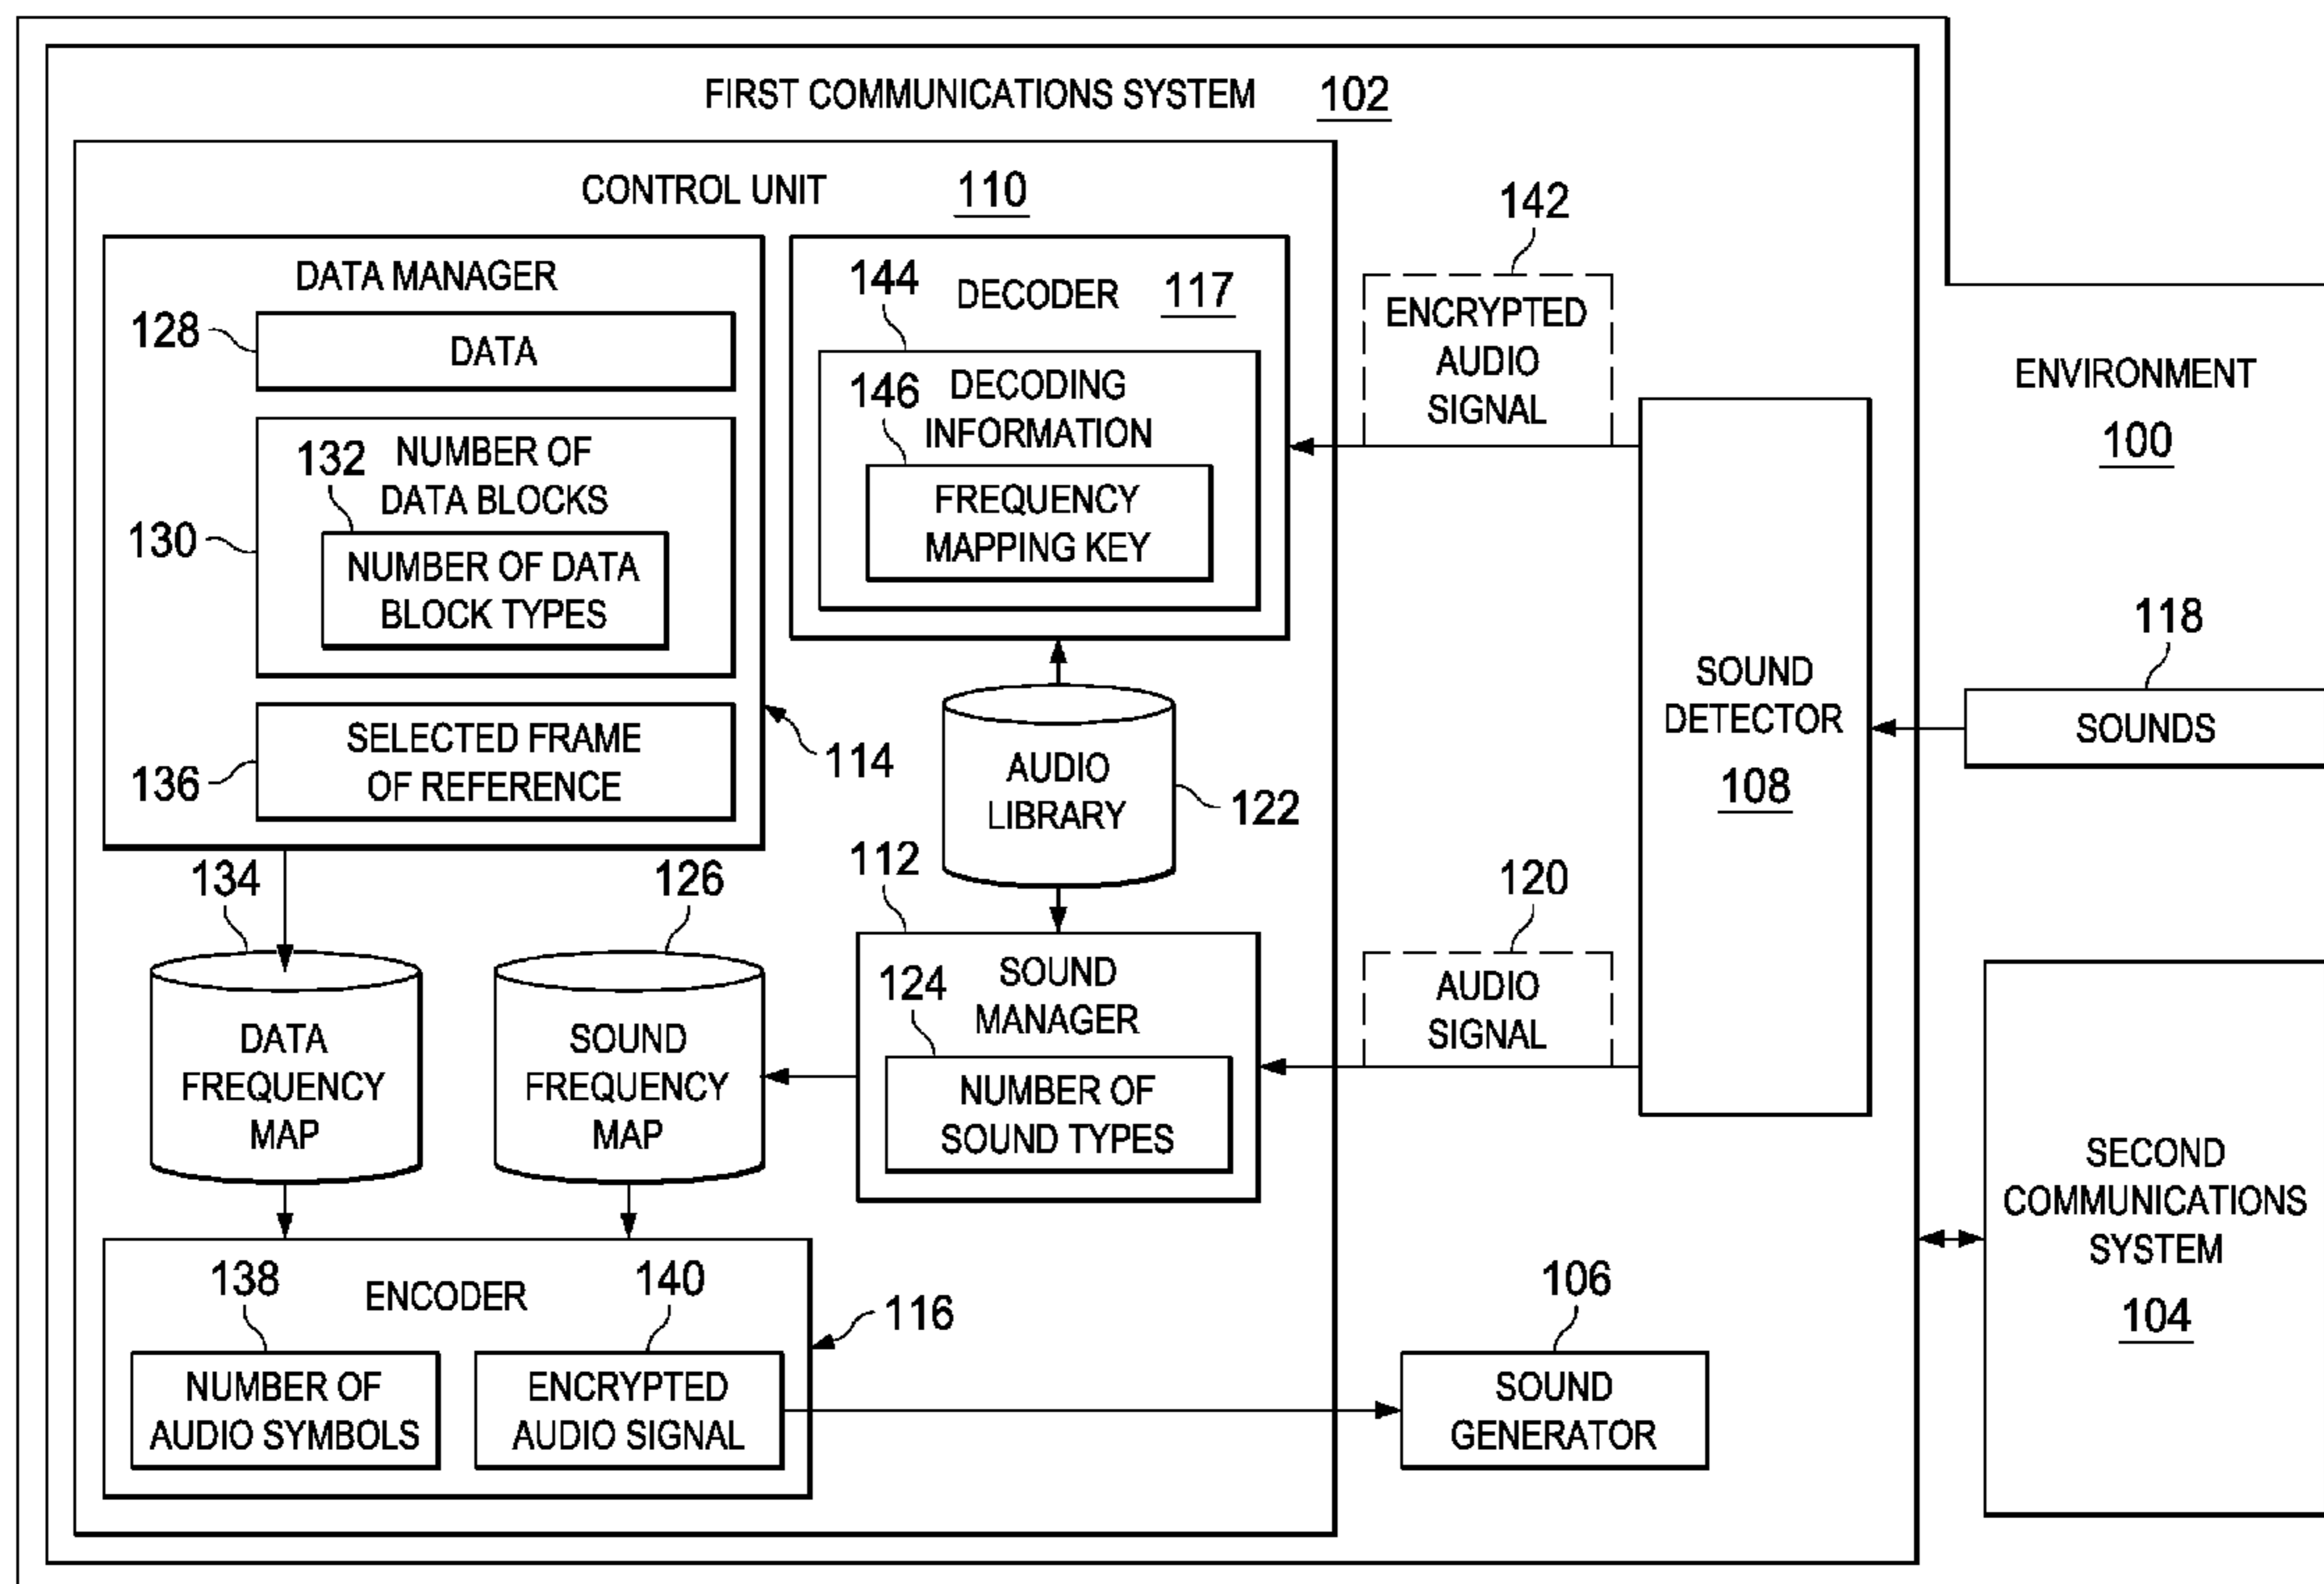 FIRST COMMUNICATIONS SYSTEM 102
CONTROL UNIT 110
DATA MANAGER
128
DATA
130
NUMBER OF
DATA BLOCKS
132
NUMBER OF DATA
BLOCK TYPES
136
SELECTED FRAME
OF REFERENCE
114
DECODER 117
144
DECODING
INFORMATION
146
FREQUENCY
MAPPING KEY
142
ENCRYPTED
AUDIO
SIGNAL
ENVIRONMENT
100
SOUND
DETECTOR
108
118
SOUNDS
AUDIO
LIBRARY
122
134
DATA
FREQUENCY
MAP
126
SOUND
FREQUENCY
MAP
112
SOUND
MANAGER
124
NUMBER OF
SOUND TYPES
120
AUDIO
SIGNAL
SECOND
COMMUNICATIONS
SYSTEM
104
ENCODER
116
138
NUMBER OF
AUDIO SYMBOLS
140
ENCRYPTED
AUDIO SIGNAL
106
SOUND
GENERATOR